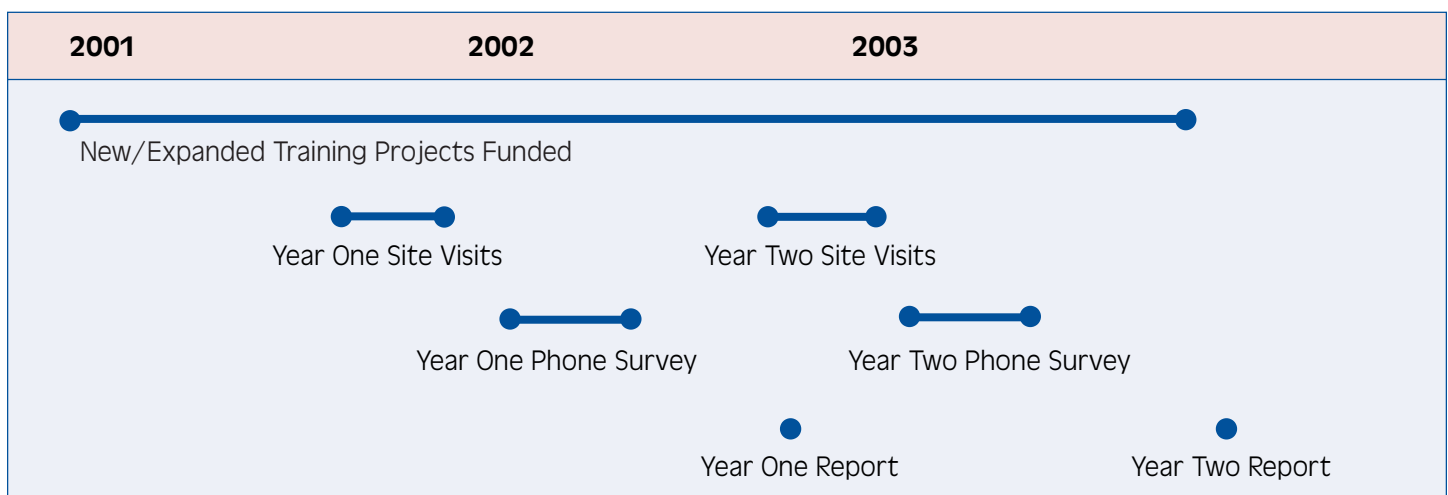 2001 2002 2003
New/Expanded Training Projects Funded
Year One Site Visits Year Two Site Visits
Year One Phone Survey Year Two Phone Survey
Year One Report Year Two Report